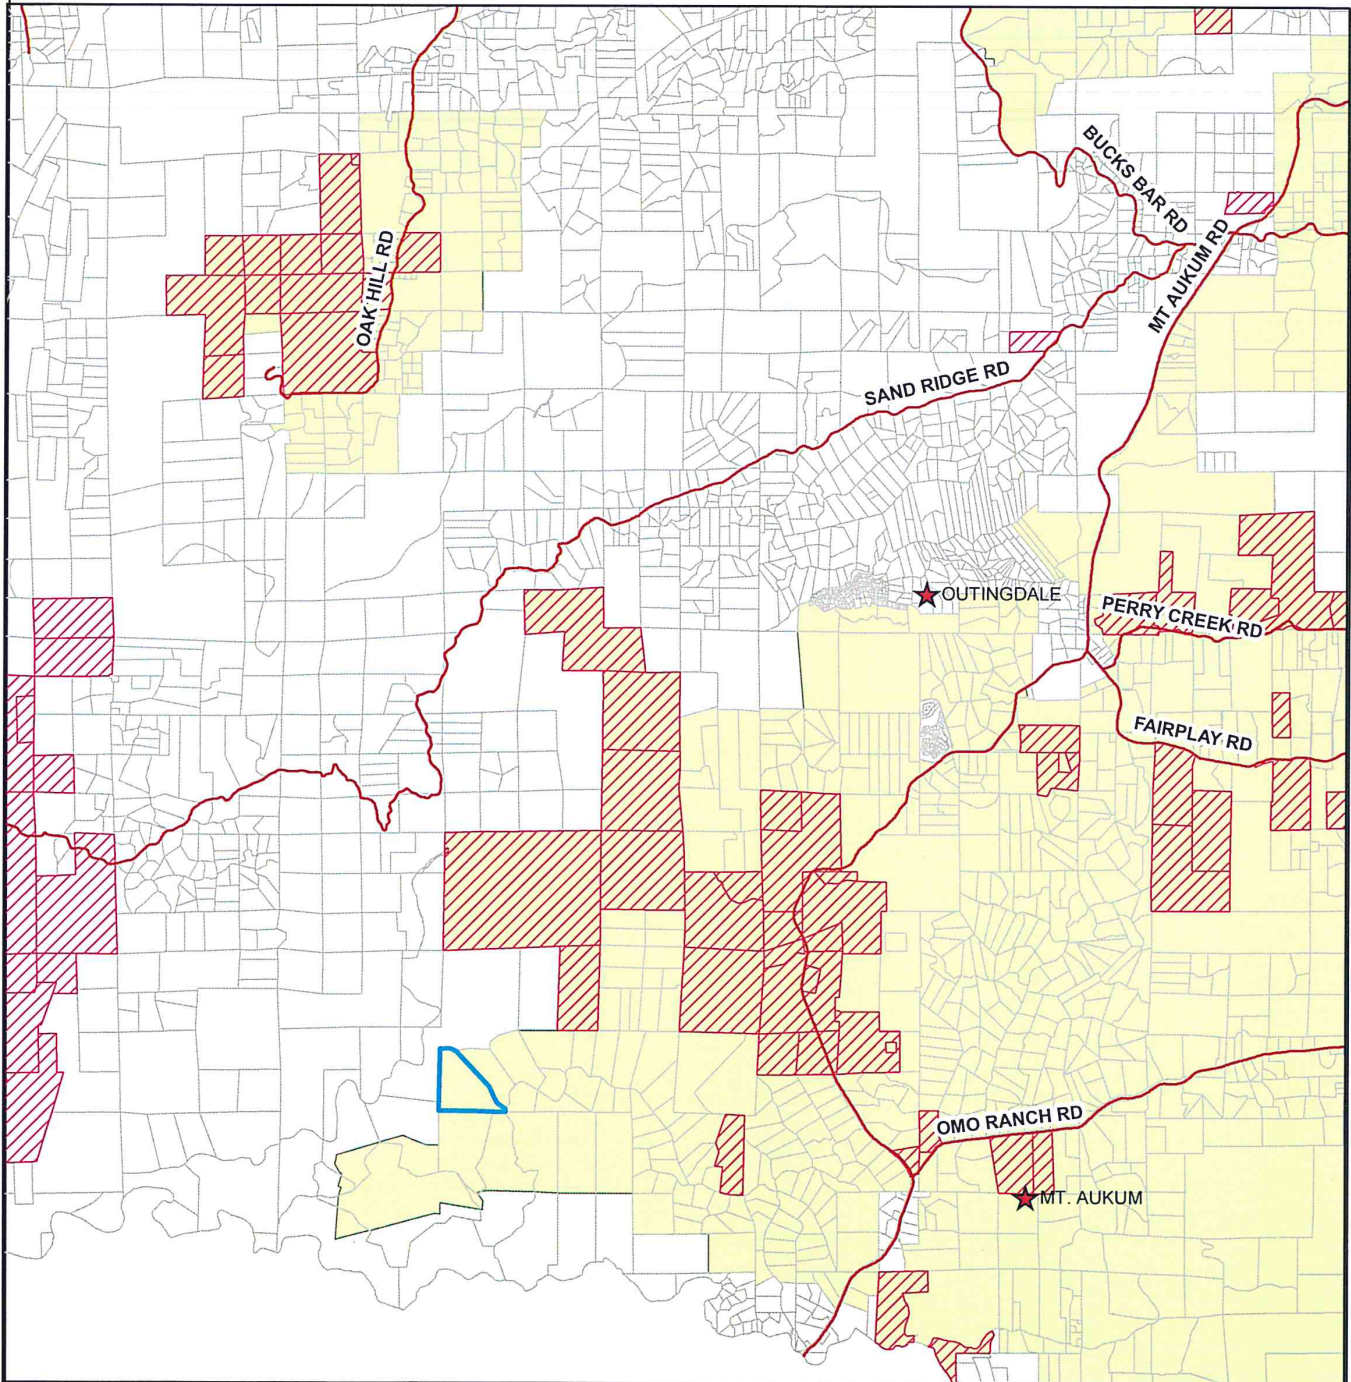 BUCKS BAR RD
MT AUKUM RD
OAK HILL RD
SAND RIDGE RD
OUTINGDALE
PERRY CREEK RD
FAIRPLAY RD
OMO RANCH RD
MT. AUKUM